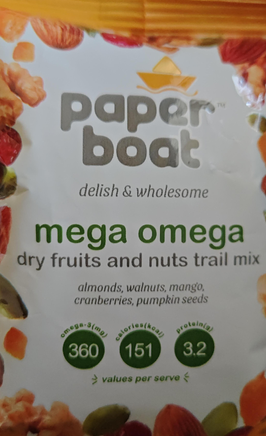 paper™
boat
delish & wholesome
mega omega
dry fruits and nuts trail mix
almonds, walnuts, mango,
cranberries, pumpkin seeds
omega-3(mg) calories(kcal) protein(g)
360 151 3.2
values per serve